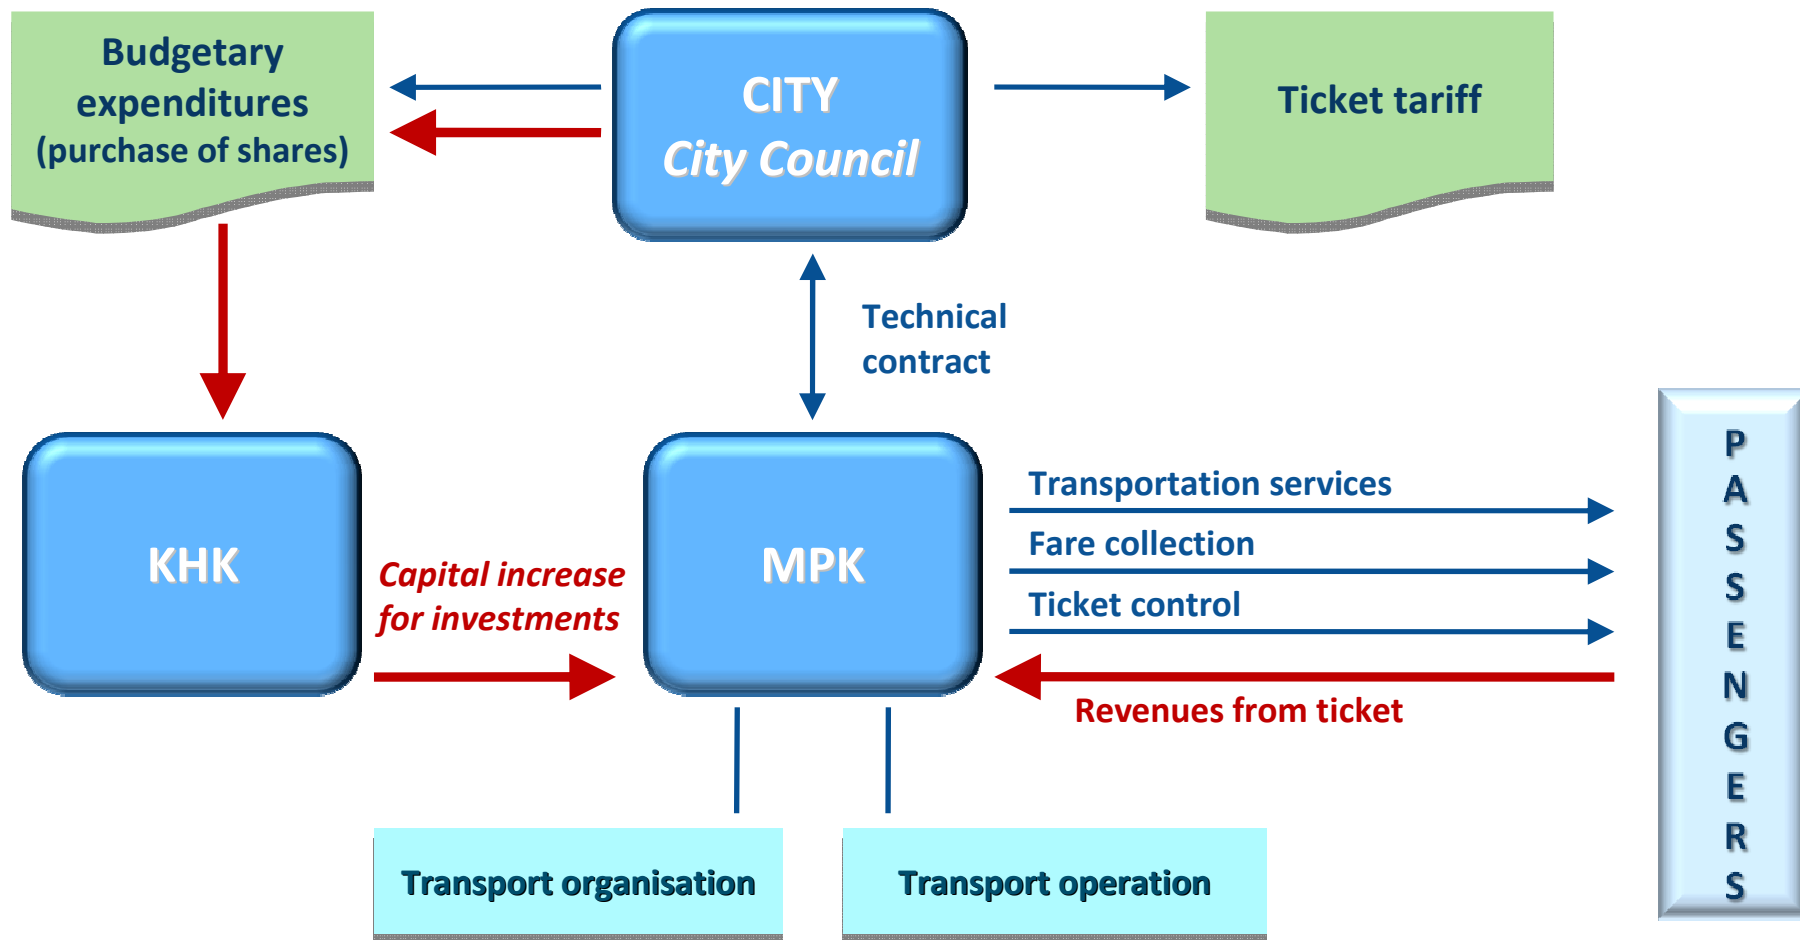 Budgetary
expenditures
(purchase of shares)
CITY
City Council
Ticket tariff
Technical
contract
KHK
Capital increase
for investments
MPK
Transportation services
Fare collection
Ticket control
Revenues from ticket
P
A
S
S
E
N
G
E
R
S
Transport organisation
Transport operation